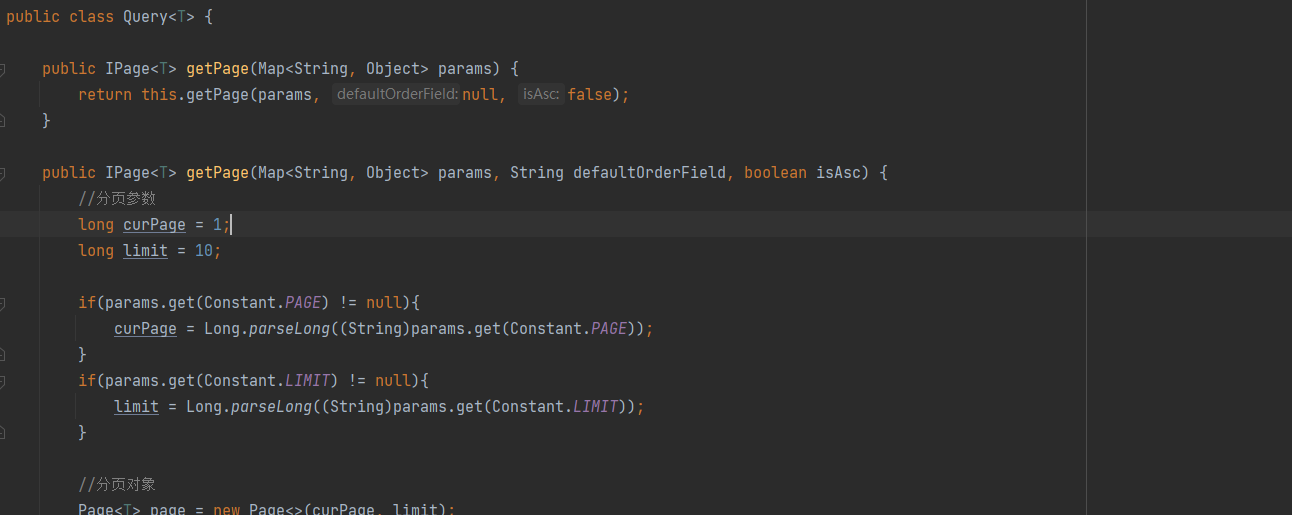 public class Query<T> {
public IPage<T> getPage(Map<String, Object> params) {
return this.getPage(params, defaultOrderField: null, isAsc: false);
}
public IPage<T> getPage(Map<String, Object> params, String defaultOrderField, boolean isAsc) {
//分页参数
long curPage = 1;
long limit = 10;
if(params.get(Constant.PAGE) != null){
curPage = Long.parseLong((String)params.get(Constant.PAGE));
}
if(params.get(Constant.LIMIT) != null){
limit = Long.parseLong((String)params.get(Constant.LIMIT));
}
//分页对象
Page<T> page = new Page<>(curPage, limit);